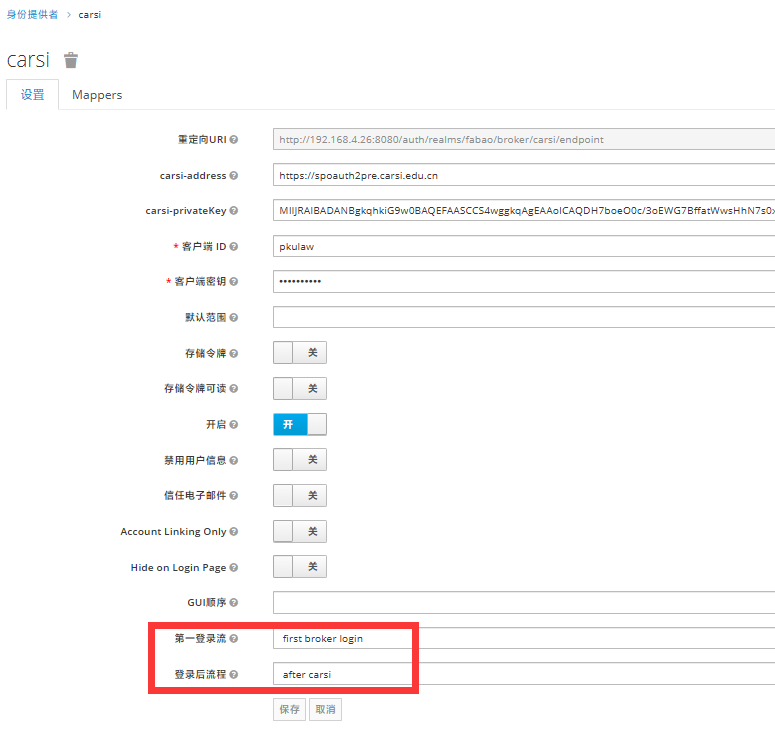 身份提供者 > carsi
carsi
设置 Mappers
重定向URI http://192.168.4.26:8080/auth/realms/fabao/broker/carsi/endpoint
carsi-address https://spoauth2pre.carsi.edu.cn
carsi-privateKey MIIJRAIBADANBgkqhkiG9w0BAQEFAASCCS4wggkqAgEAAoICAQDH7boeO0c/3oEWG7BffatWwsHhN7s0x
* 客户端 ID pkulaw
* 客户端密钥 ••••••••••
默认范围
存储令牌 关
存储令牌可读 关
开启 开
禁用用户信息 关
信任电子邮件 关
Account Linking Only 关
Hide on Login Page 关
GUI顺序
第一登录流 first broker login
登录后流程 after carsi
保存 取消